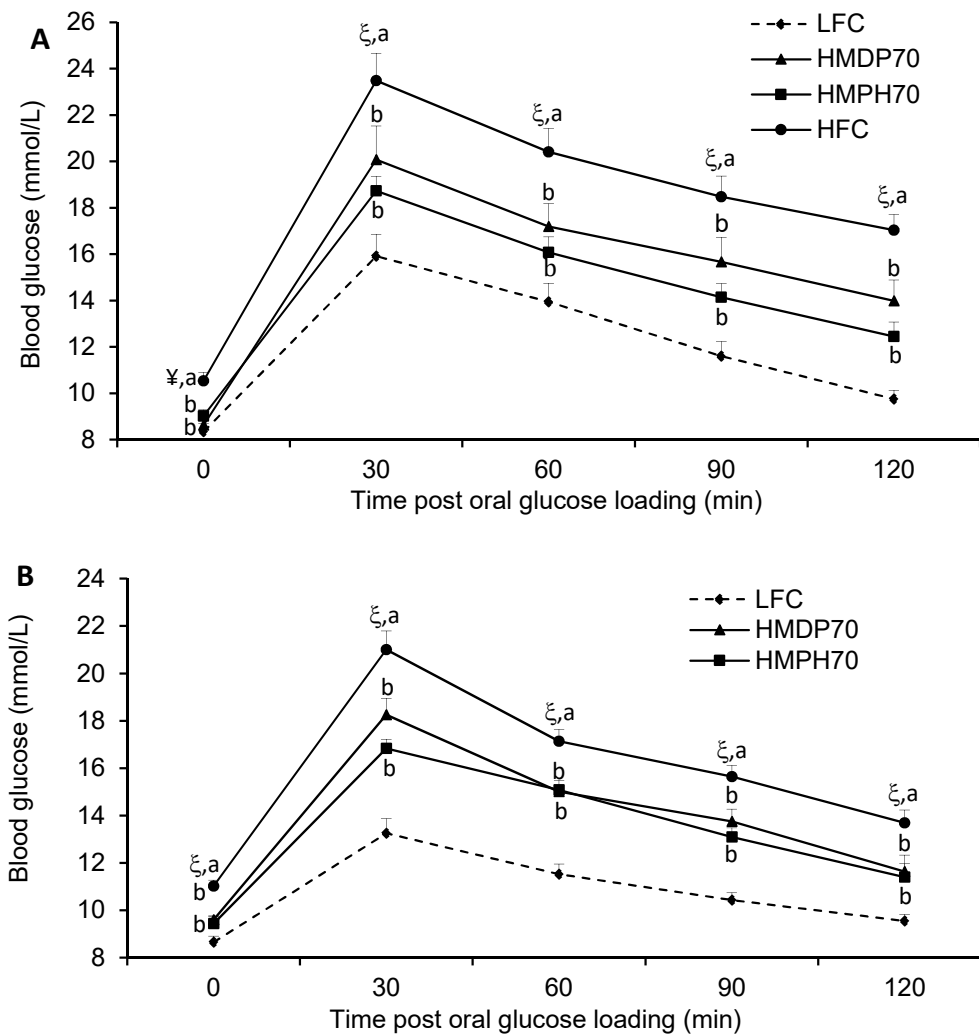 A
26
24
22
20
18
16
14
12
10
8
Blood glucose (mmol/L)
LFC
HMDP70
HMPH70
HFC
ξ,a
b
b
ξ,a
b
b
ξ,a
b
b
ξ,a
b
b
¥,a
b
b
0 30 60 90 120
Time post oral glucose loading (min)
B
24
22
20
18
16
14
12
10
8
Blood glucose (mmol/L)
LFC
HMDP70
HMPH70
ξ,a
b
b
ξ,a
b
b
ξ,a
b
b
ξ,a
b
b
ξ,a
b
b
0 30 60 90 120
Time post oral glucose loading (min)